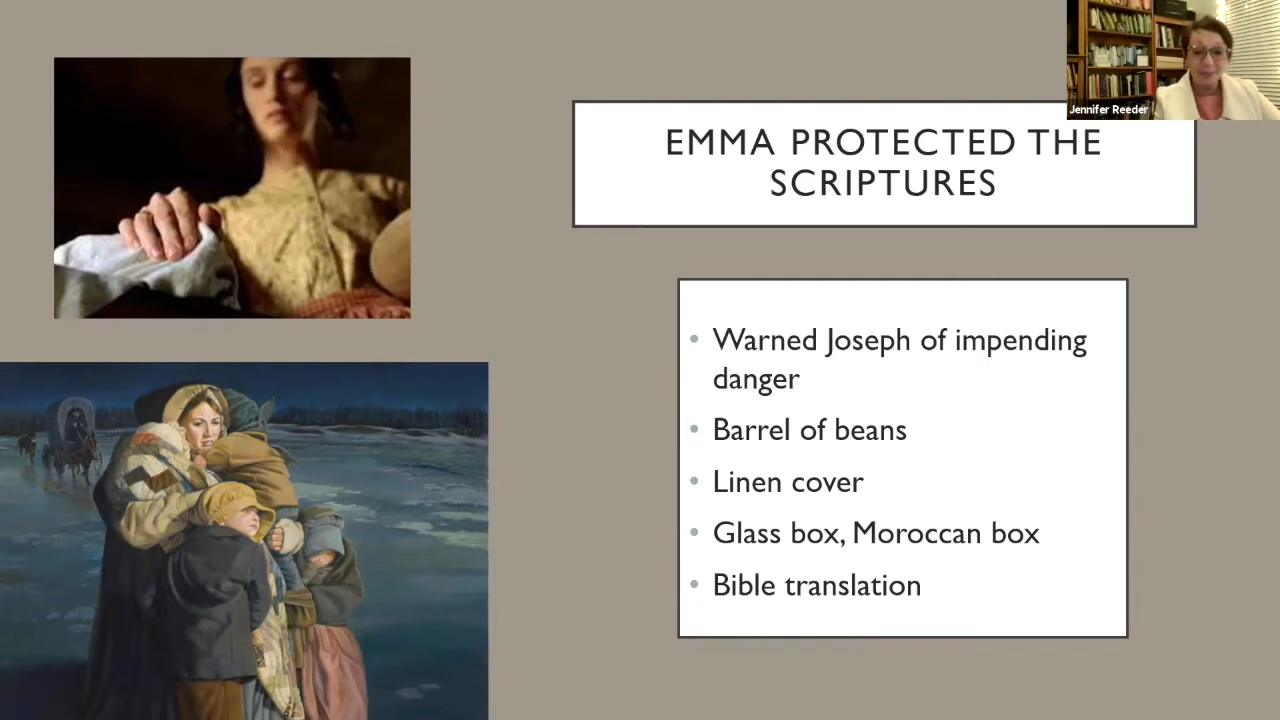 Jennifer Reeder
EMMA PROTECTED THE
SCRIPTURES
• Warned Joseph of impending
danger
• Barrel of beans
• Linen cover
• Glass box, Moroccan box
• Bible translation